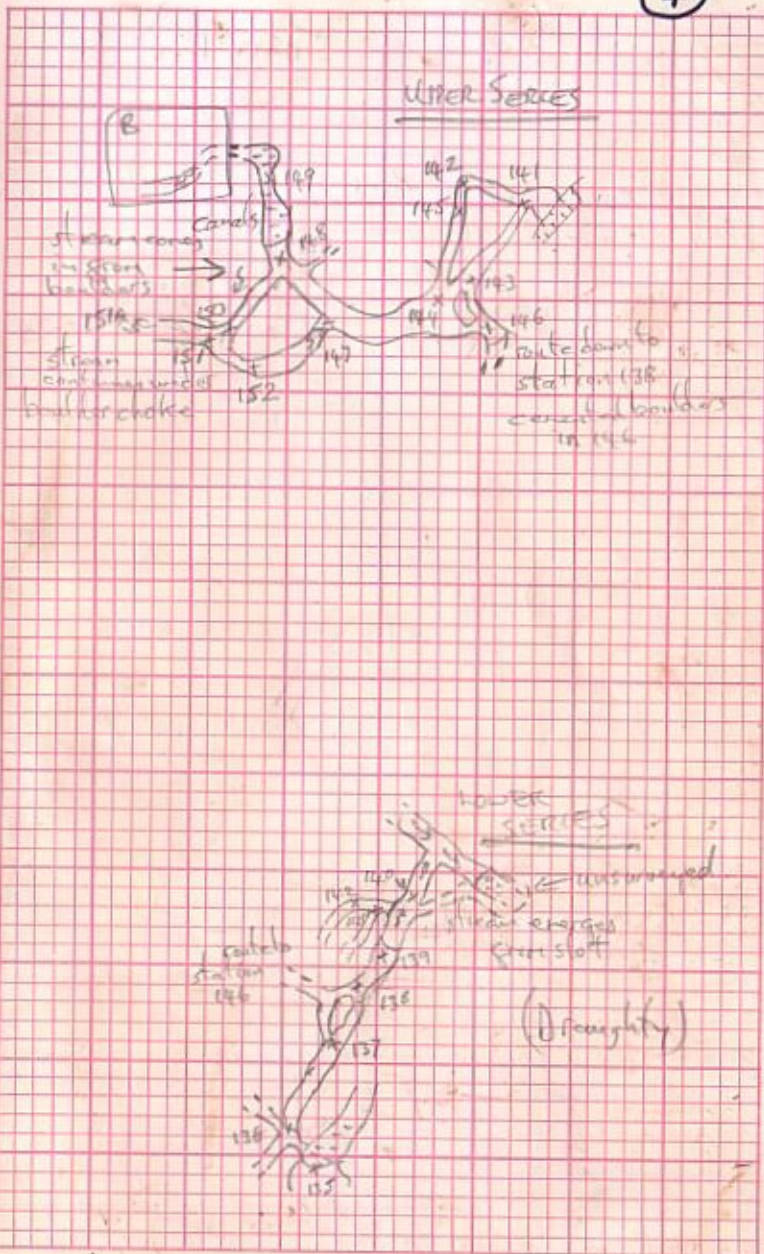 UPPER SERIES
B
142
141
149
145
canals
148
stream comes
in from
boulders
143
150
151A
144
146
151
147
route down to
stream
station 138
continues under
152
boulder choke
cemented boulders
in 146
LOWER
SERIES
unsurveyed
140
142
stream emerges
from slot
139
route to
station
146
138
(Draughty)
137
136
135